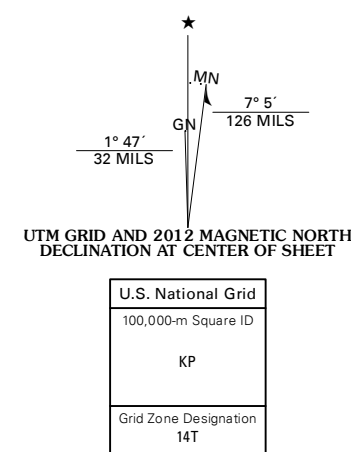 ★
MN
7° 5´
126 MILS
GN
1° 47´
32 MILS
UTM GRID AND 2012 MAGNETIC NORTH
DECLINATION AT CENTER OF SHEET
U.S. National Grid
100,000-m Square ID
KP
Grid Zone Designation
14T